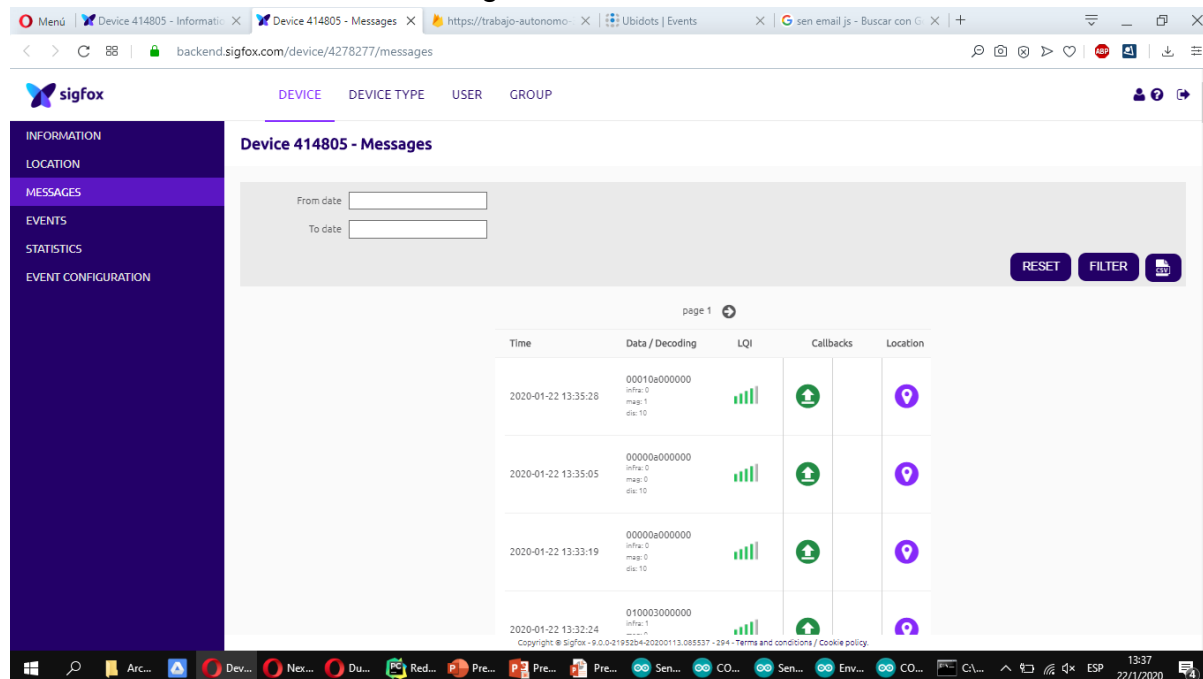 Menú
Device 414805 - Informatio
Device 414805 - Messages
https://trabajo-autonomo-
Ubidots | Events
sen email js - Buscar con G
backend.sigfox.com/device/4278277/messages
ABP
sigfox
DEVICE DEVICE TYPE USER GROUP
INFORMATION
LOCATION
MESSAGES
EVENTS
STATISTICS
EVENT CONFIGURATION
Device 414805 - Messages
From date
To date
RESET FILTER CSV
page 1
Time Data / Decoding LQI Callbacks Location
2020-01-22 13:35:28
00010a000000
infra: 0
mag: 1
dis: 10
2020-01-22 13:35:05
00000a000000
infra: 0
mag: 0
dis: 10
2020-01-22 13:33:19
00000a000000
infra: 0
mag: 0
dis: 10
2020-01-22 13:32:24
010003000000
infra: 1
Copyright © Sigfox - 9.0.0-21952b4-20200113.085537 - 294 - Terms and conditions / Cookie policy.
Arc... Dev... Nex... Du... Red... Pre... Pre... Pre... Sen... CO... Sen... Env... CO... C:\... ESP
13:37
22/1/2020
4